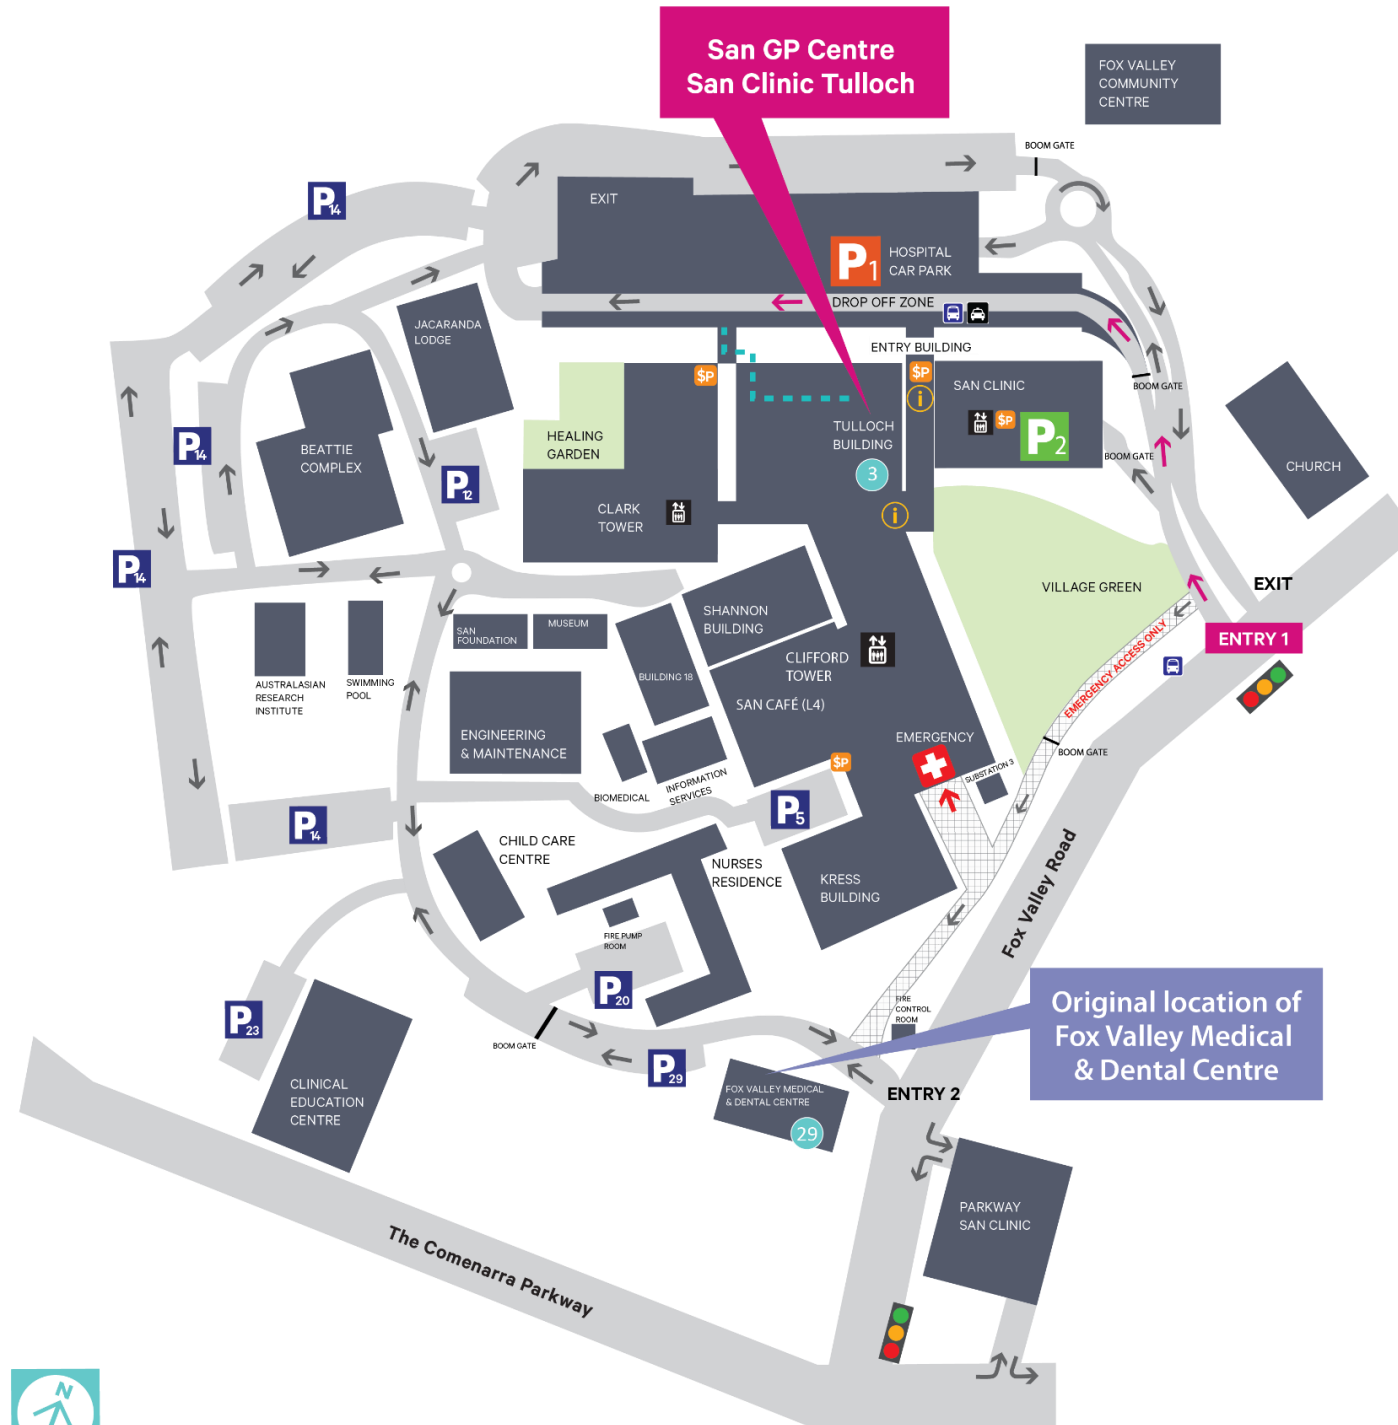 San GP Centre
San Clinic Tulloch
FOX VALLEY
COMMUNITY
CENTRE
BOOM GATE
P14
EXIT
P1
HOSPITAL
CAR PARK
DROP OFF ZONE
JACARANDA
LODGE
ENTRY BUILDING
$P
$P
i
SAN CLINIC
$P
P2
BOOM GATE
HEALING
GARDEN
TULLOCH
BUILDING
3
BEATTIE
COMPLEX
P14
P12
BOOM GATE
CHURCH
CLARK
TOWER
i
P14
VILLAGE GREEN
EXIT
ENTRY 1
EMERGENCY ACCESS ONLY
SHANNON
BUILDING
SAN
FOUNDATION
MUSEUM
CLIFFORD
TOWER
BUILDING 18
AUSTRALASIAN
RESEARCH
INSTITUTE
SWIMMING
POOL
SAN CAFÉ (L4)
ENGINEERING
& MAINTENANCE
EMERGENCY
BOOM GATE
SUBSTATION 3
$P
BIOMEDICAL
INFORMATION
SERVICES
P5
P14
CHILD CARE
CENTRE
NURSES
RESIDENCE
KRESS
BUILDING
Fox Valley Road
FIRE PUMP
ROOM
P20
P23
FIRE
CONTROL
ROOM
Original location of
Fox Valley Medical
& Dental Centre
BOOM GATE
P29
CLINICAL
EDUCATION
CENTRE
FOX VALLEY MEDICAL
& DENTAL CENTRE
29
ENTRY 2
PARKWAY
SAN CLINIC
The Comenarra Parkway
N